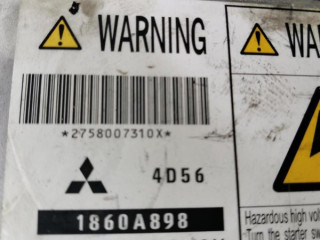 WARNING
WA
*2758007310X*
4D56
1860A898
Hazardous high vol
Turn the starter sw